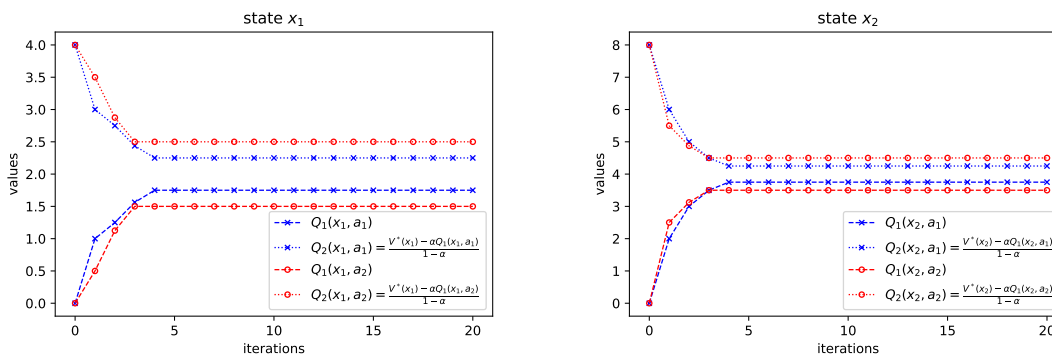 state x₁
4.0
3.5
3.0
2.5
2.0
1.5
1.0
0.5
0.0
values
0 5 10 15 20
iterations
Q₁(x₁, a₁)
Q₂(x₁, a₁) = (V*(x₁) − αQ₁(x₁, a₁))/(1 − α)
Q₁(x₁, a₂)
Q₂(x₁, a₂) = (V*(x₁) − αQ₁(x₁, a₂))/(1 − α)
state x₂
8
7
6
5
4
3
2
1
0
values
0 5 10 15 20
iterations
Q₁(x₂, a₁)
Q₂(x₂, a₁) = (V*(x₂) − αQ₁(x₂, a₁))/(1 − α)
Q₁(x₂, a₂)
Q₂(x₂, a₂) = (V*(x₂) − αQ₁(x₂, a₂))/(1 − α)